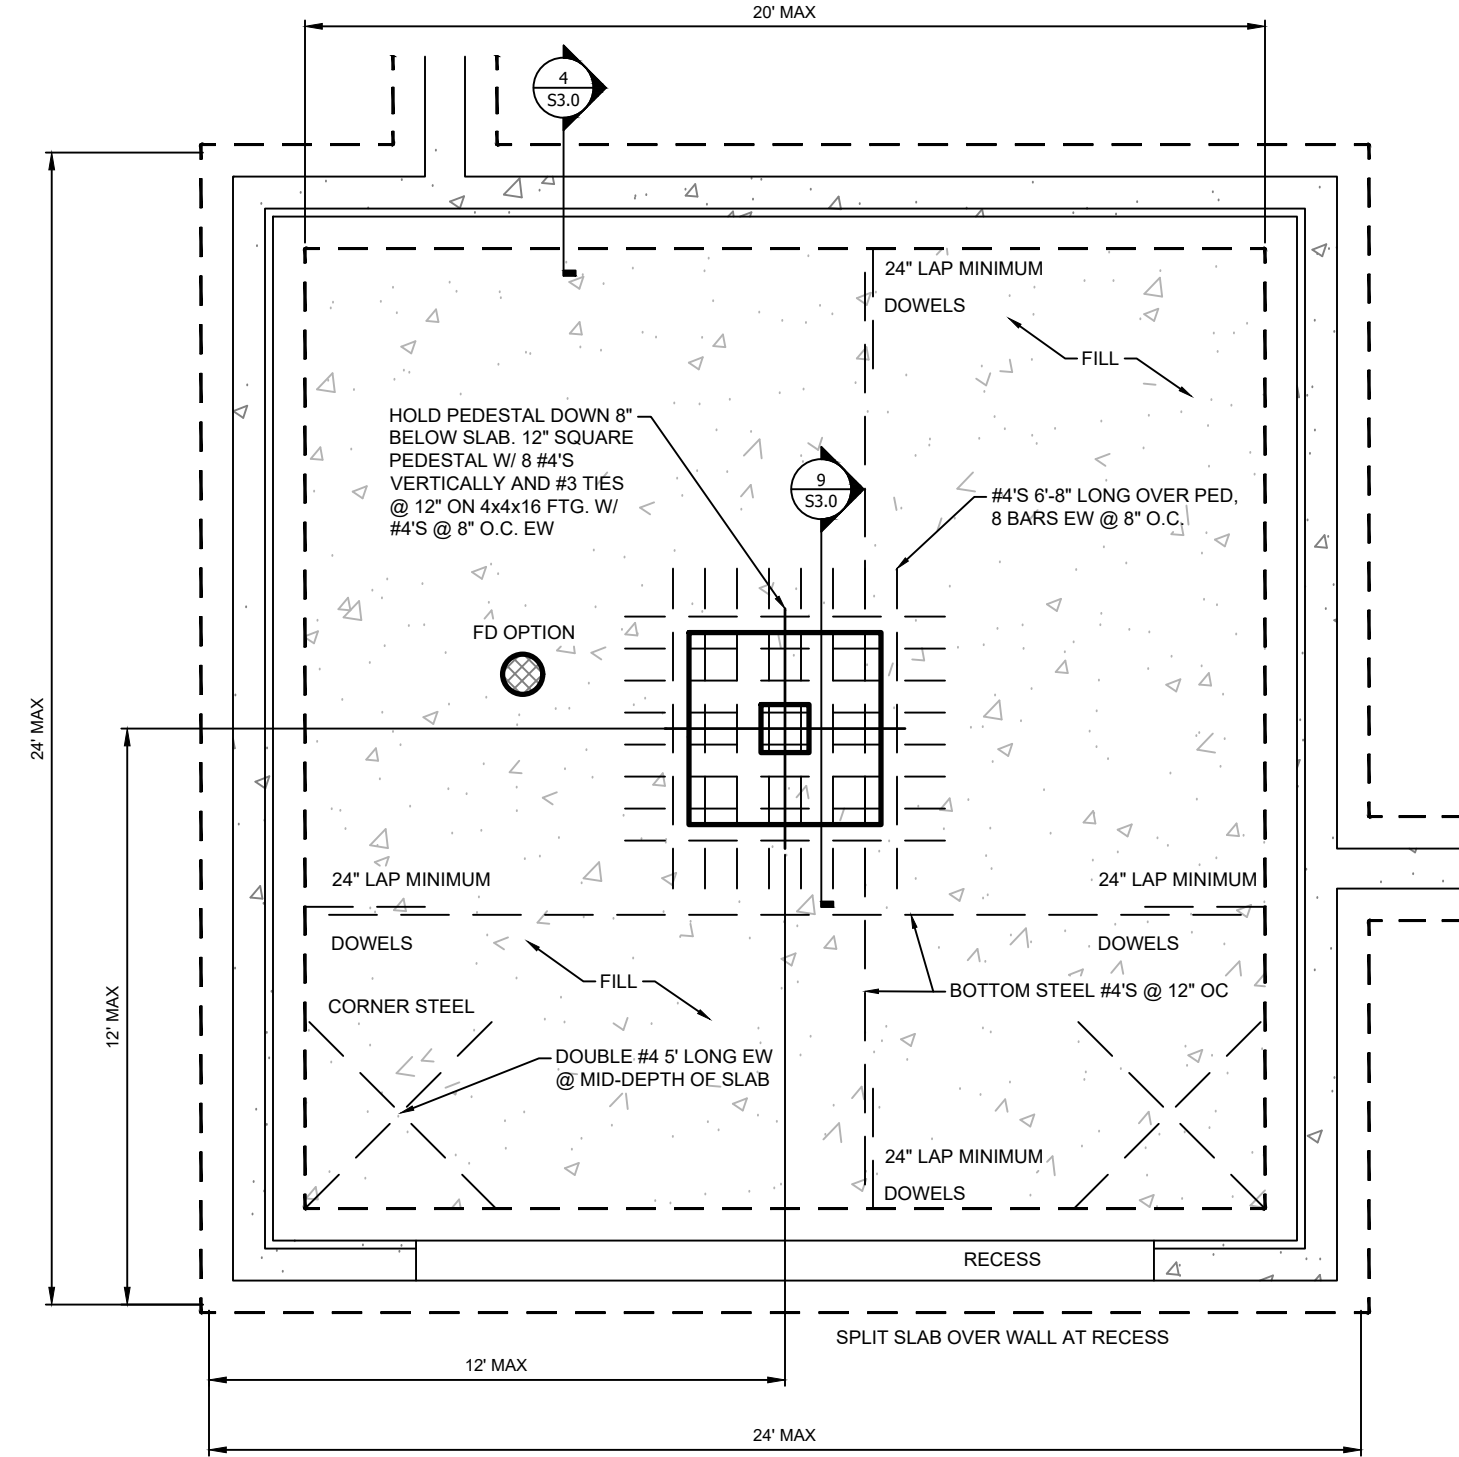 20' MAX
4
S3.0
24" LAP MINIMUM
DOWELS
FILL
HOLD PEDESTAL DOWN 8"
BELOW SLAB. 12" SQUARE
PEDESTAL W/ 8 #4'S
VERTICALLY AND #3 TIES
@ 12" ON 4x4x16 FTG. W/
#4'S @ 8" O.C. EW
9
S3.0
#4'S 6'-8" LONG OVER PED,
8 BARS EW @ 8" O.C.
FD OPTION
24' MAX
24" LAP MINIMUM
24" LAP MINIMUM
DOWELS
DOWELS
FILL
BOTTOM STEEL #4'S @ 12" OC
CORNER STEEL
12' MAX
DOUBLE #4 5' LONG EW
@ MID-DEPTH OF SLAB
24" LAP MINIMUM
DOWELS
RECESS
SPLIT SLAB OVER WALL AT RECESS
12' MAX
24' MAX